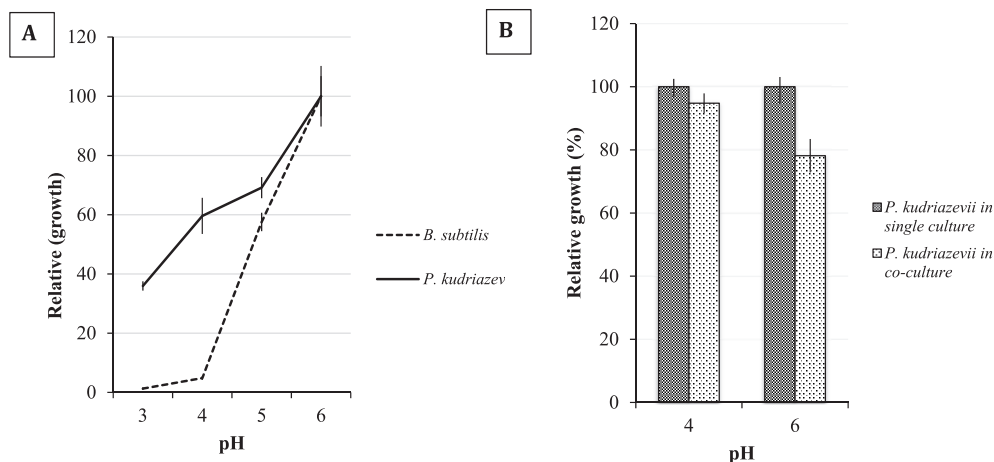 A
120
100
80
60
40
20
0
3
4
5
6
pH
Relative (growth)
B. subtilis
P. kudriazev
B
120
100
80
60
40
20
0
4
6
pH
Relative growth (%)
P. kudriazevii in
single culture
P. kudriazevii in
co-culture